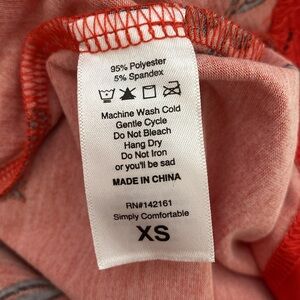 95% Polyester
5% Spandex
Machine Wash Cold
Gentle Cycle
Do Not Bleach
Hang Dry
Do Not Iron
or you'll be sad
MADE IN CHINA
RN#142161
Simply Comfortable
XS